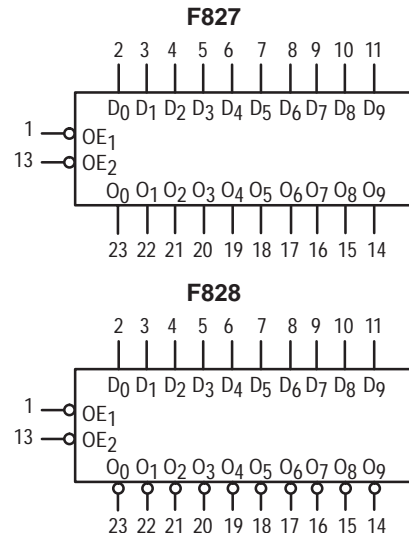 F827
2 3 4 5 6 7 8 9 10 11
D0 D1 D2 D3 D4 D5 D6 D7 D8 D9
1 OE1
13 OE2
O0 O1 O2 O3 O4 O5 O6 O7 O8 O9
23 22 21 20 19 18 17 16 15 14
F828
2 3 4 5 6 7 8 9 10 11
D0 D1 D2 D3 D4 D5 D6 D7 D8 D9
1 OE1
13 OE2
O0 O1 O2 O3 O4 O5 O6 O7 O8 O9
23 22 21 20 19 18 17 16 15 14